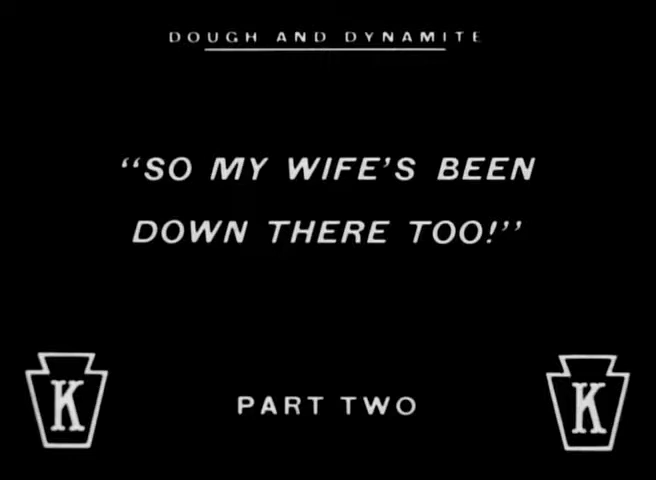 DOUGH AND DYNAMITE
"SO MY WIFE'S BEEN
DOWN THERE TOO!"
K
PART TWO
K